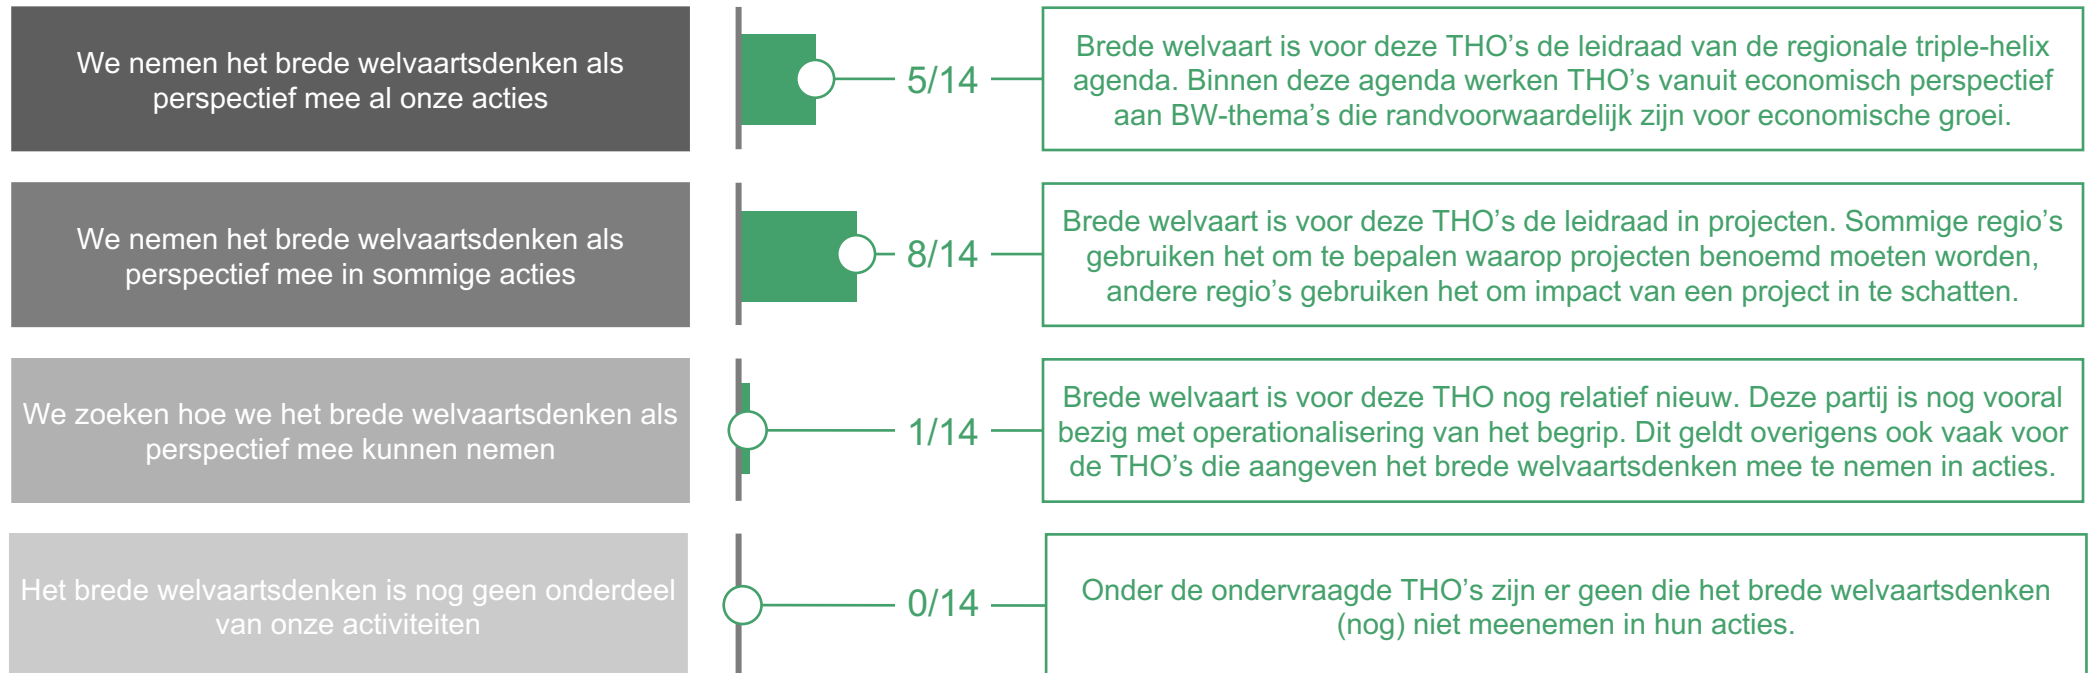 We nemen het brede welvaartsdenken als
perspectief mee al onze acties
5/14
Brede welvaart is voor deze THO's de leidraad van de regionale triple-helix
agenda. Binnen deze agenda werken THO's vanuit economisch perspectief
aan BW-thema's die randvoorwaardelijk zijn voor economische groei.
We nemen het brede welvaartsdenken als
perspectief mee in sommige acties
8/14
Brede welvaart is voor deze THO's de leidraad in projecten. Sommige regio's
gebruiken het om te bepalen waarop projecten benoemd moeten worden,
andere regio's gebruiken het om impact van een project in te schatten.
We zoeken hoe we het brede welvaartsdenken als
perspectief mee kunnen nemen
1/14
Brede welvaart is voor deze THO nog relatief nieuw. Deze partij is nog vooral
bezig met operationalisering van het begrip. Dit geldt overigens ook vaak voor
de THO's die aangeven het brede welvaartsdenken mee te nemen in acties.
Het brede welvaartsdenken is nog geen onderdeel
van onze activiteiten
0/14
Onder de ondervraagde THO's zijn er geen die het brede welvaartsdenken
(nog) niet meenemen in hun acties.